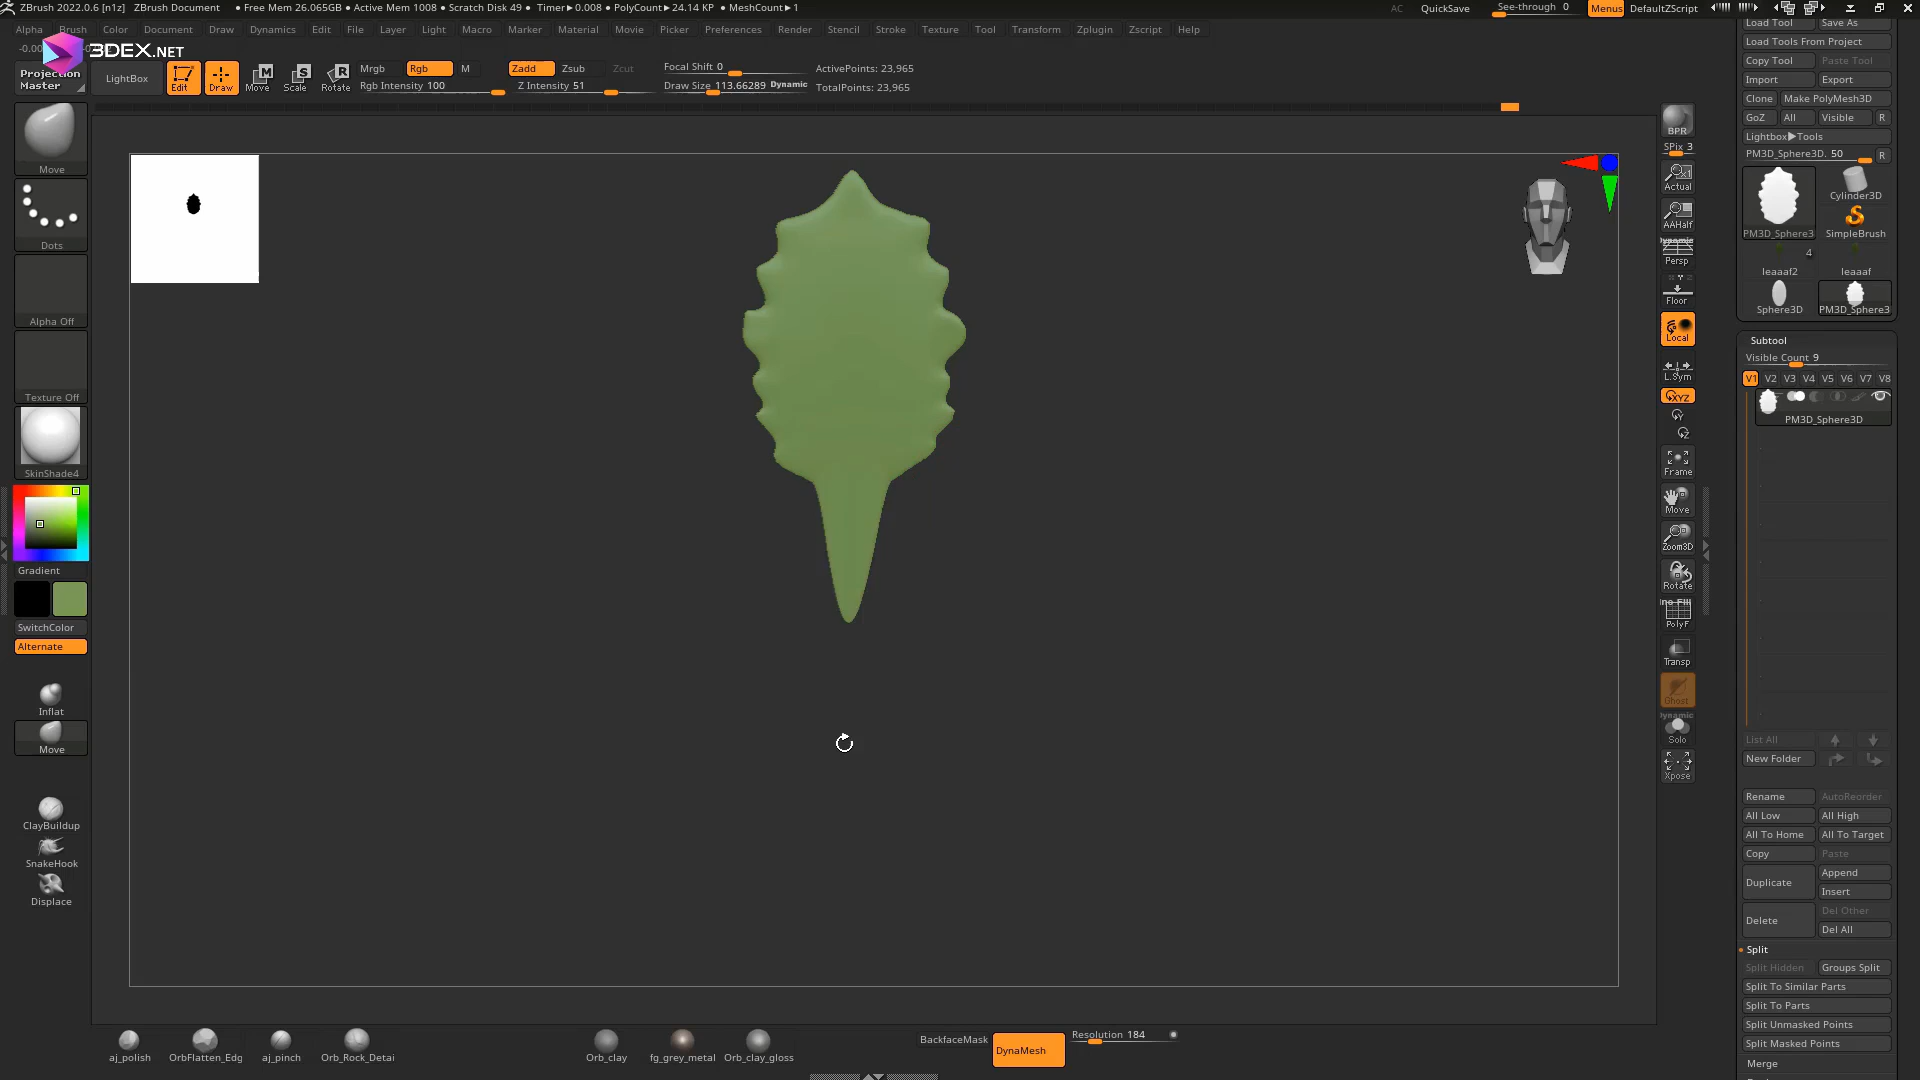 ZBrush 2022.0.6 [n1z] ZBrush Document • Free Mem 26.065GB • Active Mem 1008 • Scratch Disk 49 • Timer▸0.008 • PolyCount▸24.14 KP • MeshCount▸1
AC QuickSave See-through 0 Menus DefaultZScript
Alpha Brush Color Document Draw Dynamics Edit File Layer Light Macro Marker Material Movie Picker Preferences Render Stencil Stroke Texture Tool Transform Zplugin Zscript Help
3DEX.NET
Projection
Master
LightBox
Edit
Draw
Move
Scale
Rotate
Mrgb Rgb M
Rgb Intensity 100
Zadd Zsub Zcut
Z Intensity 51
Focal Shift 0
Draw Size 113.66289 Dynamic
ActivePoints: 23,965
TotalPoints: 23,965
Move
Dots
Alpha Off
Texture Off
SkinShade4
Gradient
SwitchColor
Alternate
Inflat
Move
ClayBuildup
SnakeHook
Displace
BPR
SPix 3
Actual
AAHalf
Dynamic
Persp
Floor
Local
L.Sym
XYZ
Y
Z
Frame
Move
Zoom3D
Rotate
PolyF
Transp
Ghost
Dynamic
Solo
Xpose
Load Tool Save As
Load Tools From Project
Copy Tool Paste Tool
Import Export
Clone Make PolyMesh3D
GoZ All Visible R
Lightbox▸Tools
PM3D_Sphere3D. 50 R
PM3D_Sphere3
Cylinder3D
SimpleBrush
4
leaaaf2 leaaaf
Sphere3D PM3D_Sphere3
Subtool
Visible Count 9
V1 V2 V3 V4 V5 V6 V7 V8
PM3D_Sphere3D
List All
New Folder
Rename AutoReorder
All Low All High
All To Home All To Target
Copy Paste
Duplicate Append
Insert
Delete Del Other
Del All
Split
Split Hidden Groups Split
Split To Similar Parts
Split To Parts
Split Unmasked Points
Split Masked Points
Merge
aj_polish OrbFlatten_Edg aj_pinch Orb_Rock_Detai Orb_clay fg_grey_metal Orb_clay_gloss
BackfaceMask DynaMesh Resolution 184